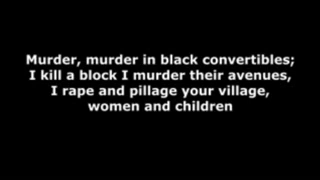 Murder, murder in black convertibles;
I kill a block I murder their avenues,
I rape and pillage your village,
women and children